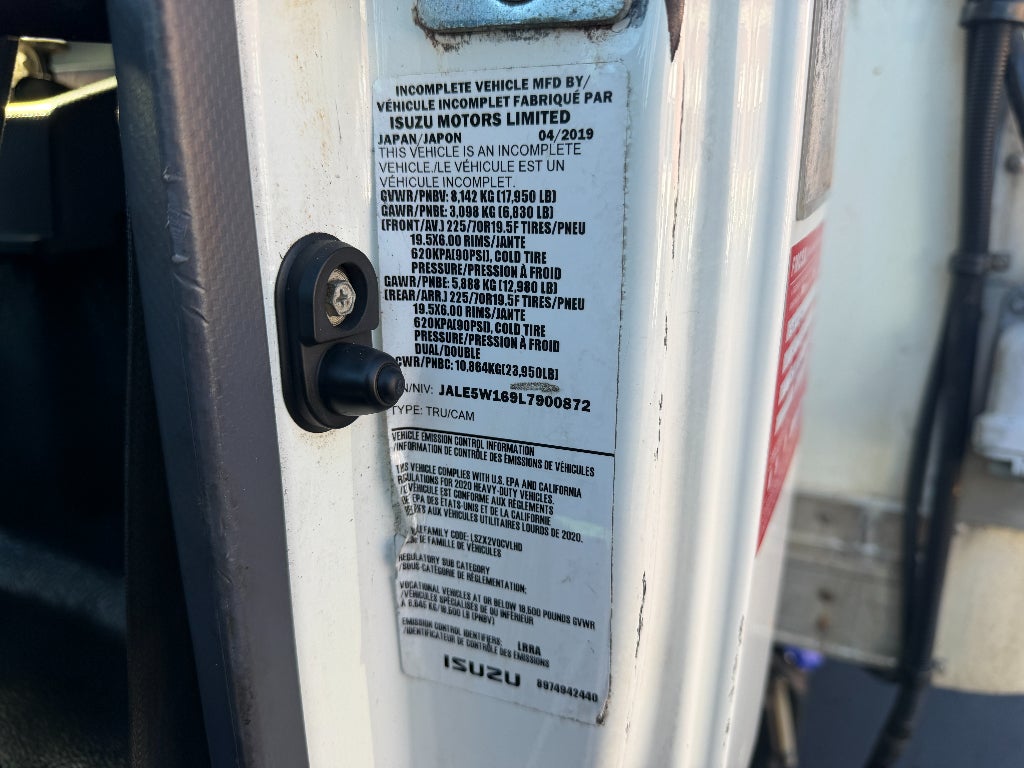 INCOMPLETE VEHICLE MFD BY/
VÉHICULE INCOMPLET FABRIQUÉ PAR
ISUZU MOTORS LIMITED
JAPAN/JAPON 04/2019
THIS VEHICLE IS AN INCOMPLETE
VEHICLE./LE VÉHICULE EST UN
VÉHICULE INCOMPLET.
GVWR/PNBV: 8,142 KG (17,950 LB)
GAWR/PNBE: 3,098 KG (6,830 LB)
(FRONT/AV.) 225/70R19.5F TIRES/PNEU
19.5X6.00 RIMS/JANTE
620KPA(90PSI), COLD TIRE
PRESSURE/PRESSION À FROID
GAWR/PNBE: 5,888 KG (12,980 LB)
(REAR/ARR.) 225/70R19.5F TIRES/PNEU
19.5X6.00 RIMS/JANTE
620KPA(90PSI), COLD TIRE
PRESSURE/PRESSION À FROID
DUAL/DOUBLE
CWR/PNBC: 10,864KG(23,950LB)
N/NIV: JALE5W169L7900872
TYPE: TRU/CAM
VEHICLE EMISSION CONTROL INFORMATION
/INFORMATION DE CONTRÔLE DES ÉMISSIONS DE VÉHICULES
THIS VEHICLE COMPLIES WITH U.S. EPA AND CALIFORNIA
REGULATIONS FOR 2020 HEAVY-DUTY VEHICLES.
CE VÉHICULE EST CONFORME AUX RÈGLEMENTS
DE EPA DES ÉTATS-UNIS ET DE LA CALIFORNIE
AUX VÉHICULES UTILITAIRES LOURDS DE 2020.
FAMILY CODE: LSZX2VOCVLHD
DE FAMILLE DE VÉHICULES
REGULATORY SUB CATEGORY
/SOUS-CATÉGORIE DE RÉGLEMENTATION:
VOCATIONAL VEHICLES AT OR BELOW 19,500 POUNDS GVWR
/VÉHICULES SPÉCIALISÉS DE OU INFÉRIEUR
À 8,845 KG/19,500 LB (PNBV)
EMISSION CONTROL IDENTIFIERS: LRRA
/IDENTIFICATEUR DE CONTRÔLE DES ÉMISSIONS
ISUZU 8974942440